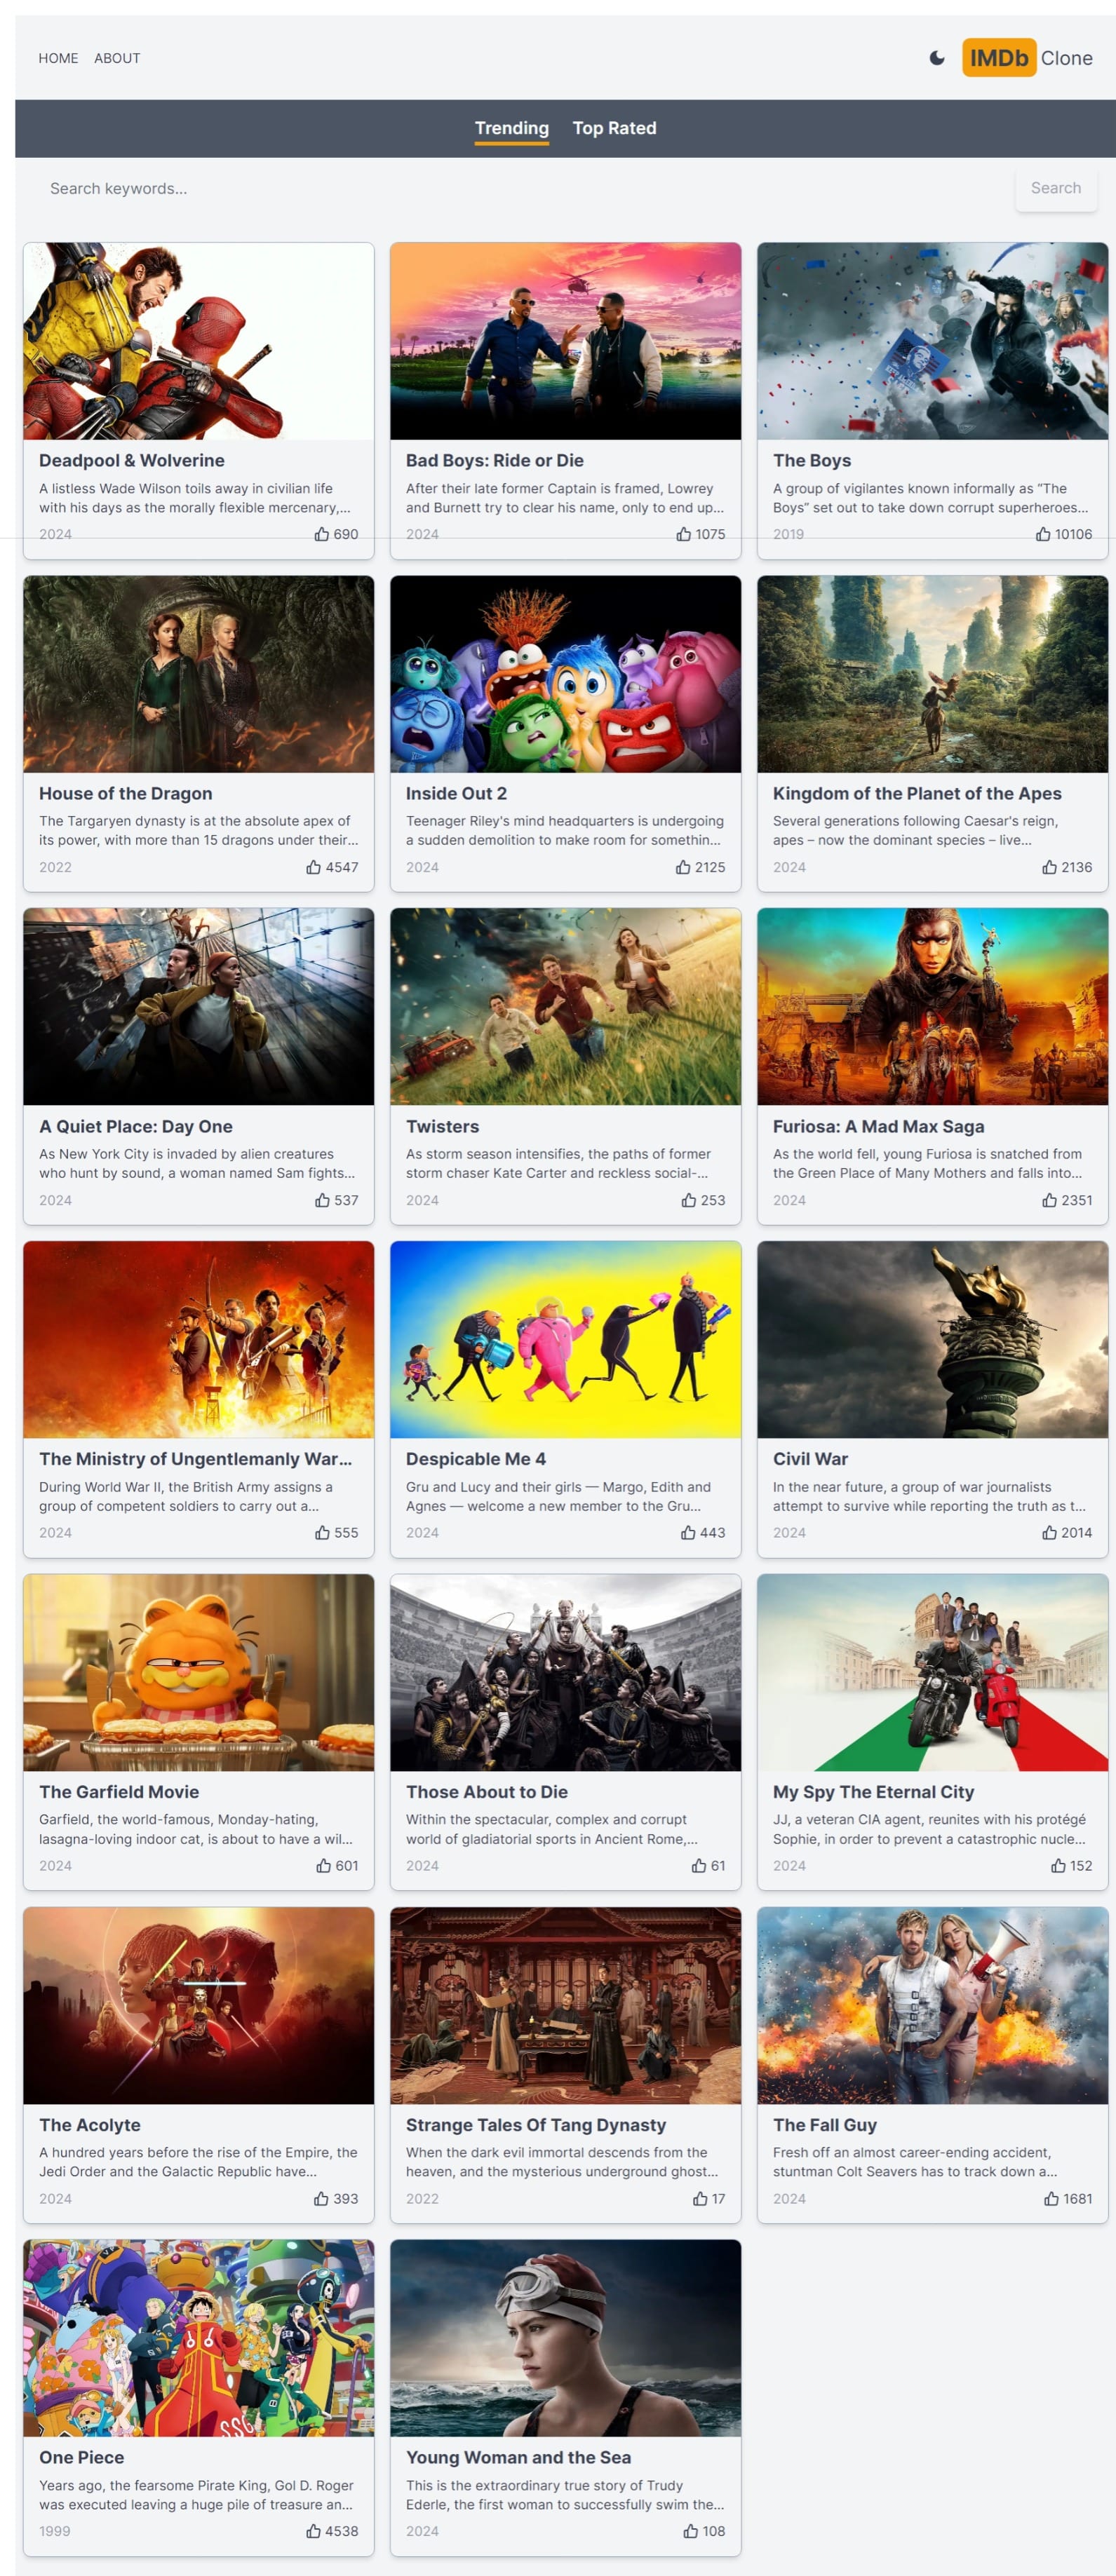 HOME ABOUT IMDb Clone
Trending Top Rated
Search keywords... Search
Deadpool & Wolverine
A listless Wade Wilson toils away in civilian life
with his days as the morally flexible mercenary,...
2024 690
Bad Boys: Ride or Die
After their late former Captain is framed, Lowrey
and Burnett try to clear his name, only to end up...
2024 1075
The Boys
A group of vigilantes known informally as “The
Boys” set out to take down corrupt superheroes...
2019 10106
House of the Dragon
The Targaryen dynasty is at the absolute apex of
its power, with more than 15 dragons under their...
2022 4547
Inside Out 2
Teenager Riley's mind headquarters is undergoing
a sudden demolition to make room for somethin...
2024 2125
Kingdom of the Planet of the Apes
Several generations following Caesar's reign,
apes – now the dominant species – live...
2024 2136
A Quiet Place: Day One
As New York City is invaded by alien creatures
who hunt by sound, a woman named Sam fights...
2024 537
Twisters
As storm season intensifies, the paths of former
storm chaser Kate Carter and reckless social-...
2024 253
Furiosa: A Mad Max Saga
As the world fell, young Furiosa is snatched from
the Green Place of Many Mothers and falls into...
2024 2351
The Ministry of Ungentlemanly War...
During World War II, the British Army assigns a
group of competent soldiers to carry out a...
2024 555
Despicable Me 4
Gru and Lucy and their girls — Margo, Edith and
Agnes — welcome a new member to the Gru...
2024 443
Civil War
In the near future, a group of war journalists
attempt to survive while reporting the truth as t...
2024 2014
The Garfield Movie
Garfield, the world-famous, Monday-hating,
lasagna-loving indoor cat, is about to have a wil...
2024 601
Those About to Die
Within the spectacular, complex and corrupt
world of gladiatorial sports in Ancient Rome,...
2024 61
My Spy The Eternal City
JJ, a veteran CIA agent, reunites with his protégé
Sophie, in order to prevent a catastrophic nucle...
2024 152
The Acolyte
A hundred years before the rise of the Empire, the
Jedi Order and the Galactic Republic have...
2024 393
Strange Tales Of Tang Dynasty
When the dark evil immortal descends from the
heaven, and the mysterious underground ghost...
2022 17
The Fall Guy
Fresh off an almost career-ending accident,
stuntman Colt Seavers has to track down a...
2024 1681
One Piece
Years ago, the fearsome Pirate King, Gol D. Roger
was executed leaving a huge pile of treasure an...
1999 4538
Young Woman and the Sea
This is the extraordinary true story of Trudy
Ederle, the first woman to successfully swim the...
2024 108